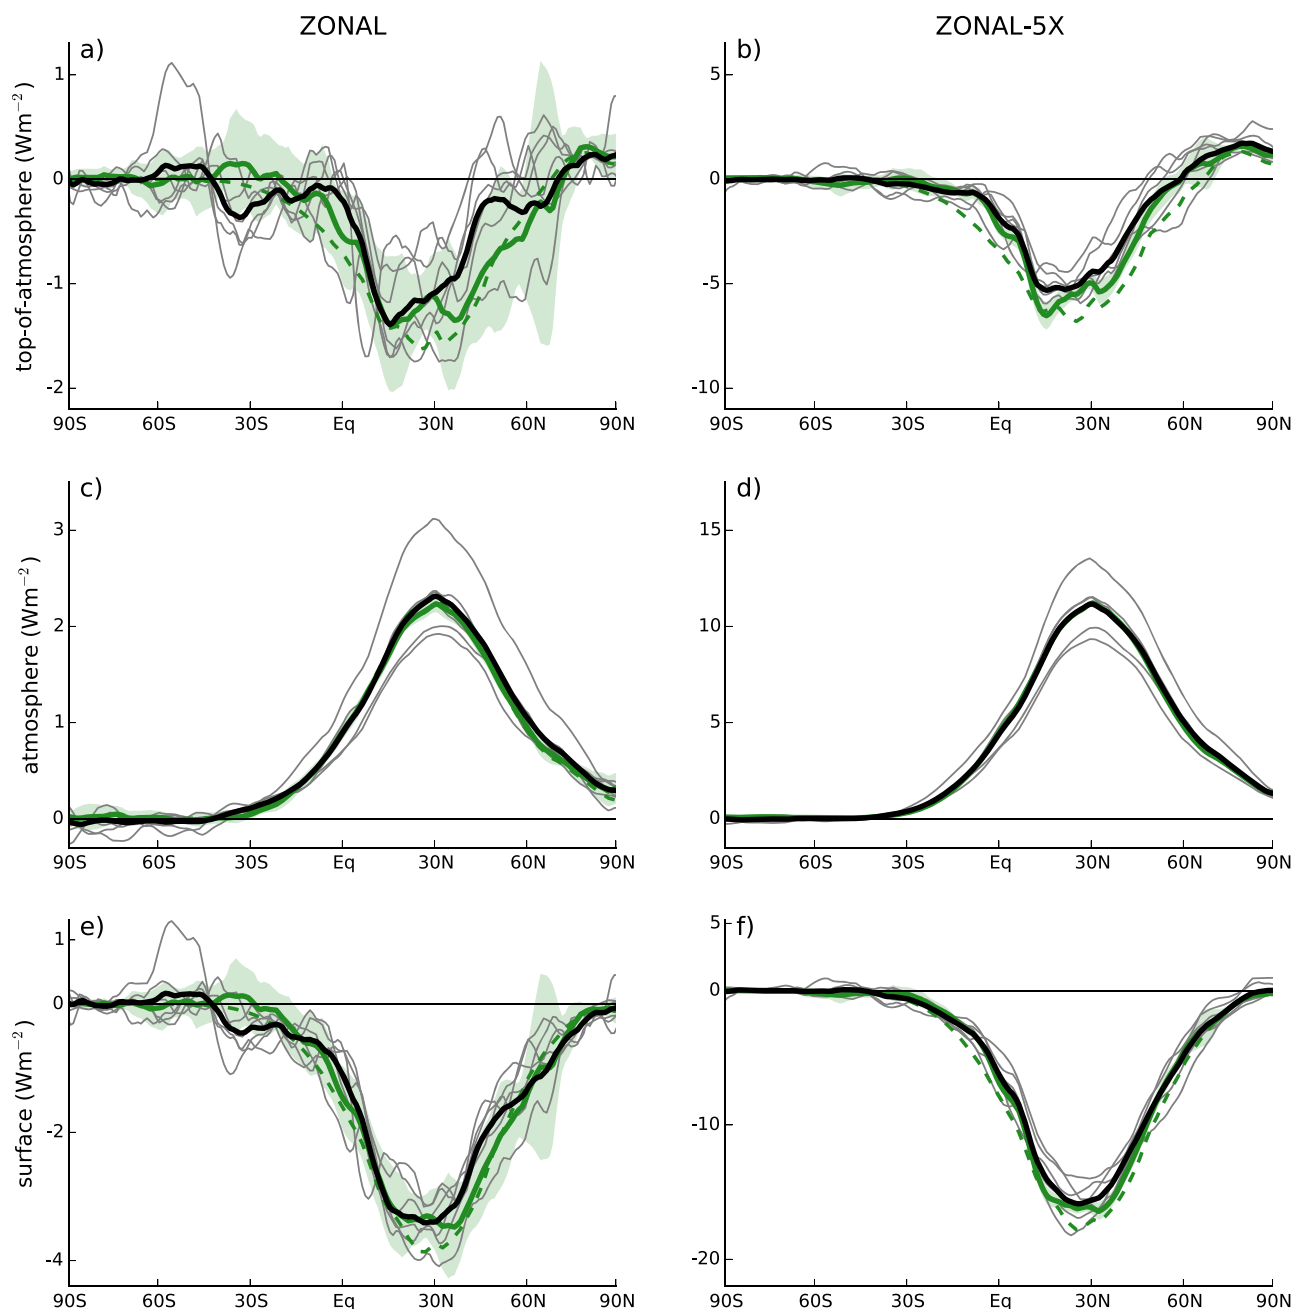 ZONAL
ZONAL-5X
a)
b)
top-of-atmosphere (Wm⁻²)
1
0
-1
-2
5
0
-5
-10
90S 60S 30S Eq 30N 60N 90N
90S 60S 30S Eq 30N 60N 90N
c)
d)
atmosphere (Wm⁻²)
3
2
1
0
15
10
5
0
90S 60S 30S Eq 30N 60N 90N
90S 60S 30S Eq 30N 60N 90N
e)
f)
surface (Wm⁻²)
1
0
-2
-4
5
0
-10
-20
90S 60S 30S Eq 30N 60N 90N
90S 60S 30S Eq 30N 60N 90N